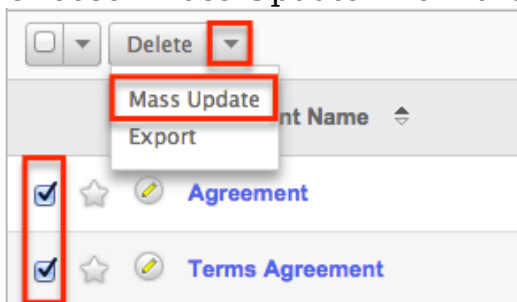 Delete
Mass Update
nt Name
Export
Agreement
Terms Agreement